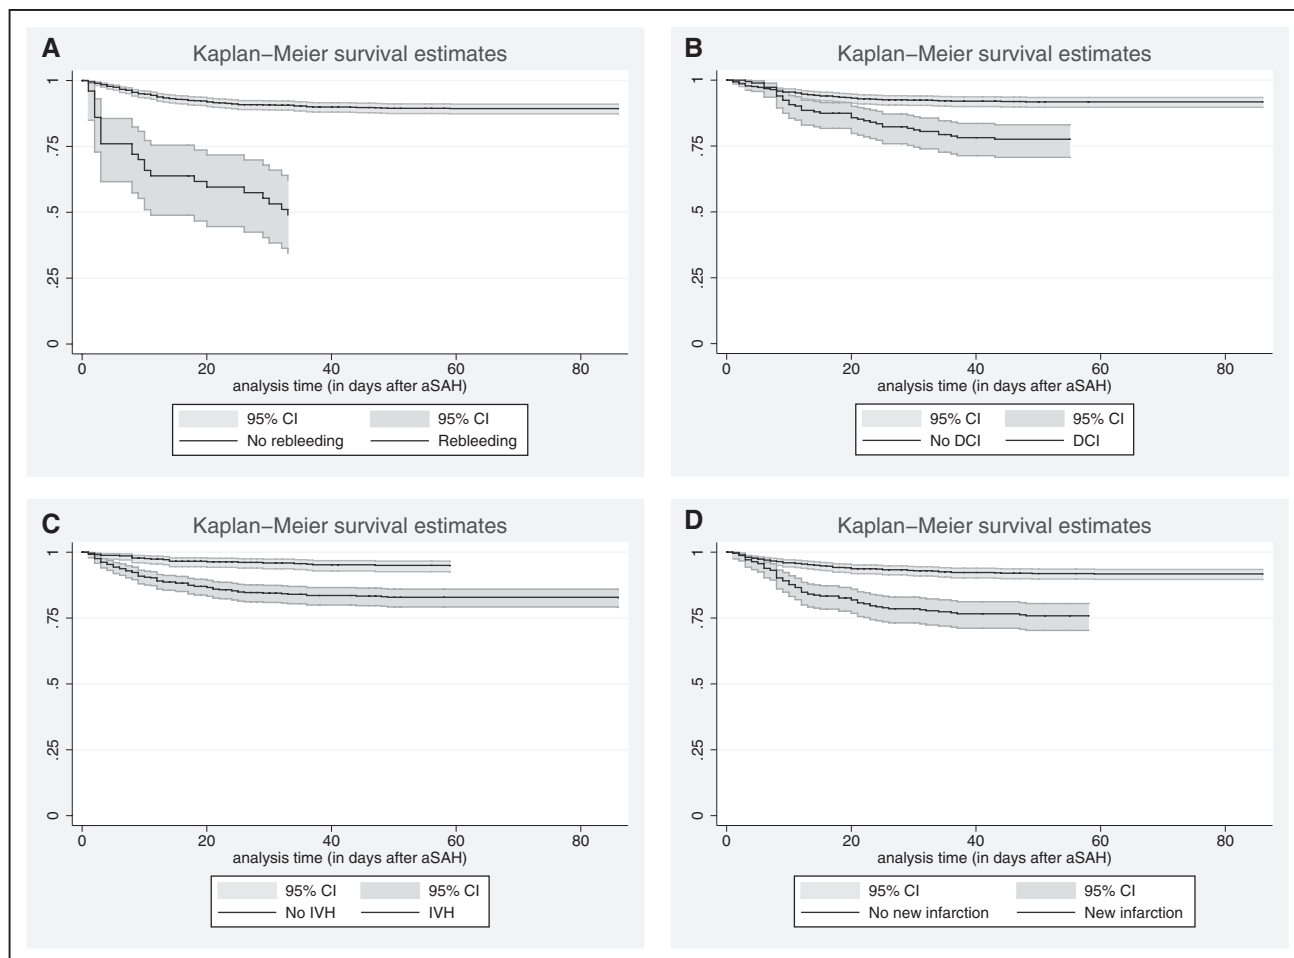 A
Kaplan–Meier survival estimates
1
.75
.5
.25
0
0 20 40 60 80
analysis time (in days after aSAH)
95% CI 95% CI
No rebleeding Rebleeding
B
Kaplan–Meier survival estimates
1
.75
.5
.25
0
0 20 40 60 80
analysis time (in days after aSAH)
95% CI 95% CI
No DCI DCI
C
Kaplan–Meier survival estimates
1
.75
.5
.25
0
0 20 40 60 80
analysis time (in days after aSAH)
95% CI 95% CI
No IVH IVH
D
Kaplan–Meier survival estimates
1
.75
.5
.25
0
0 20 40 60 80
analysis time (in days after aSAH)
95% CI 95% CI
No new infarction New infarction